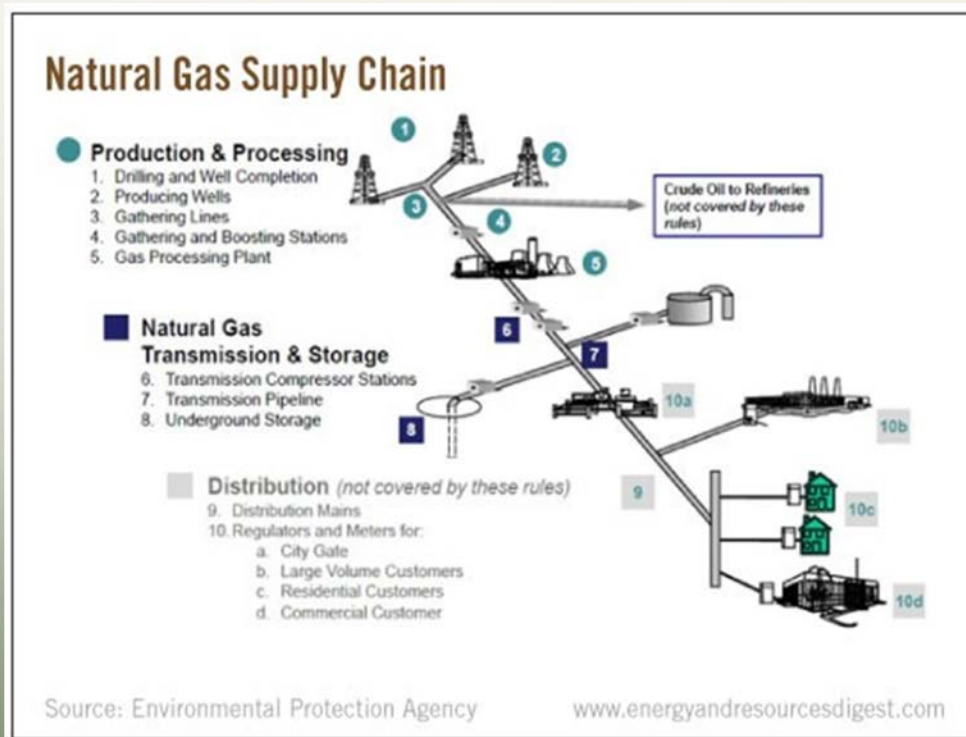 Natural Gas Supply Chain
Production & Processing
1. Drilling and Well Completion
2. Producing Wells
3. Gathering Lines
4. Gathering and Boosting Stations
5. Gas Processing Plant
1
2
3
4
5
Crude Oil to Refineries
(not covered by these
rules)
Natural Gas
Transmission & Storage
6. Transmission Compressor Stations
7. Transmission Pipeline
8. Underground Storage
6
7
8
Distribution (not covered by these rules)
9. Distribution Mains
10. Regulators and Meters for:
a. City Gate
b. Large Volume Customers
c. Residential Customers
d. Commercial Customer
9
10a
10b
10c
10d
Source: Environmental Protection Agency
www.energyandresourcesdigest.com